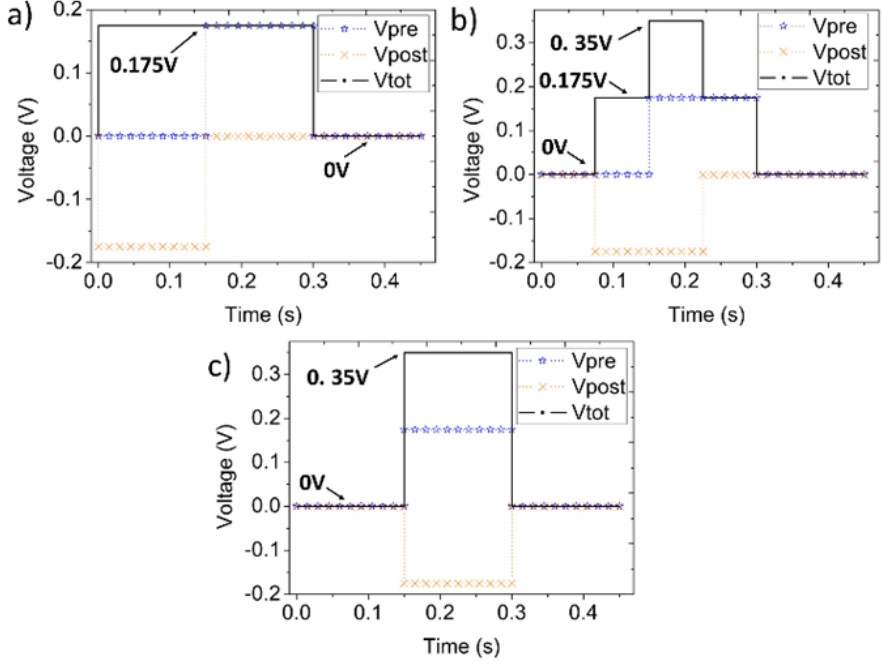 a)
0.2
0.1
0.0
-0.1
-0.2
Voltage (V)
0.175V
0V
Vpre
Vpost
Vtot
0.0 0.1 0.2 0.3 0.4
Time (s)
b)
0.3
0.2
0.1
0.0
-0.1
-0.2
Voltage (V)
0. 35V
0.175V
0V
Vpre
Vpost
Vtot
0.0 0.1 0.2 0.3 0.4
Time (s)
c)
0.3
0.2
0.1
0.0
-0.1
-0.2
Voltage (V)
0. 35V
0V
Vpre
Vpost
Vtot
0.0 0.1 0.2 0.3 0.4
Time (s)